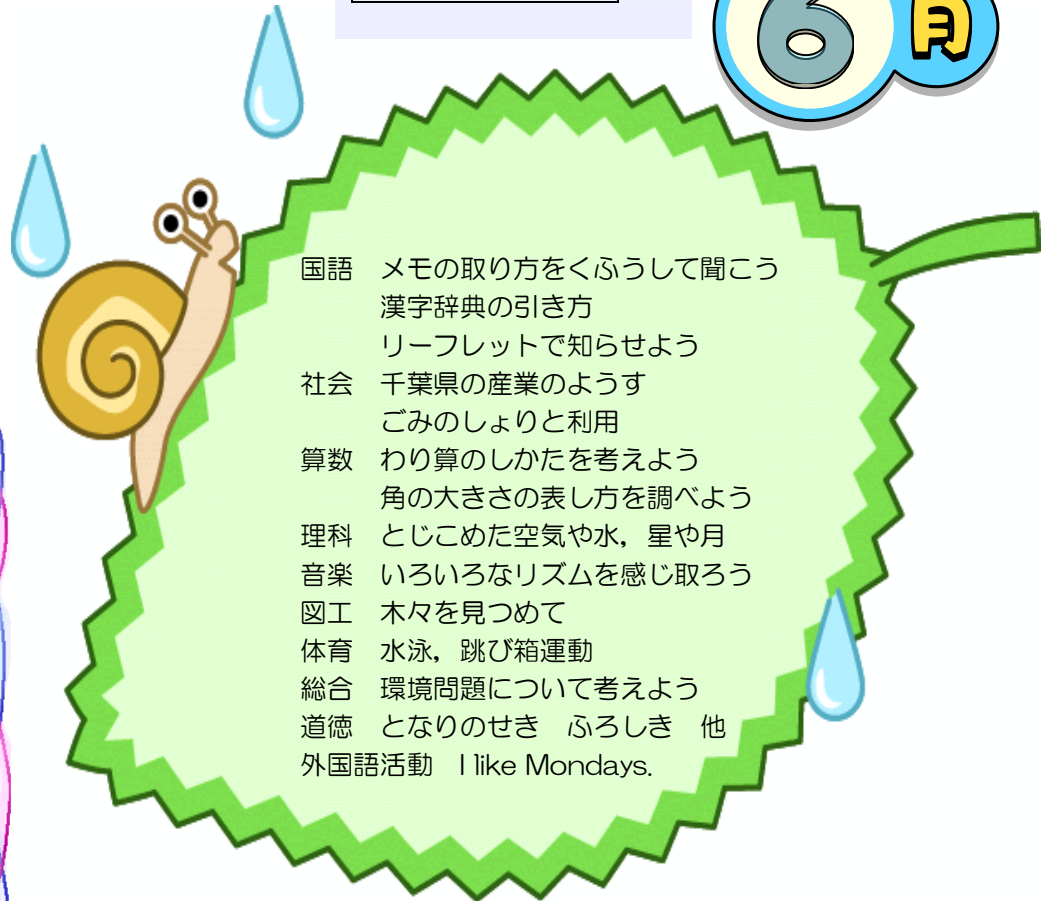 6月
国語　メモの取り方をくふうして聞こう
漢字辞典の引き方
リーフレットで知らせよう
社会　千葉県の産業のようす
ごみのしょりと利用
算数　わり算のしかたを考えよう
角の大きさの表し方を調べよう
理科　とじこめた空気や水，星や月
音楽　いろいろなリズムを感じ取ろう
図工　木々を見つめて
体育　水泳，跳び箱運動
総合　環境問題について考えよう
道徳　となりのせき　ふろしき　他
外国語活動　I like Mondays.